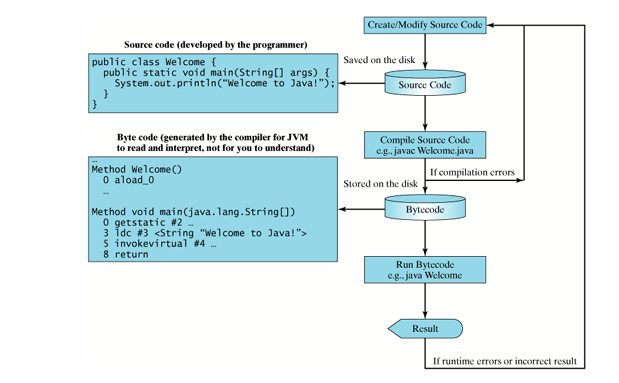 Create/Modify Source Code
Source code (developed by the programmer)
Saved on the disk
public class Welcome {
  public static void main(String[] args) {
    System.out.println(“Welcome to Java!”);
  }
}
Source Code
Compile Source Code
e.g., javac Welcome.java
Byte code (generated by the compiler for JVM
to read and interpret, not for you to understand)
If compilation errors
Stored on the disk
…
Method Welcome()
  0 aload_0
  …
Method void main(java.lang.String[])
  0 getstatic #2 …
  3 ldc #3 <String “Welcome to Java!”>
  5 invokevirtual #4 …
  8 return
Bytecode
Run Bytecode
e.g., java Welcome
Result
If runtime errors or incorrect result